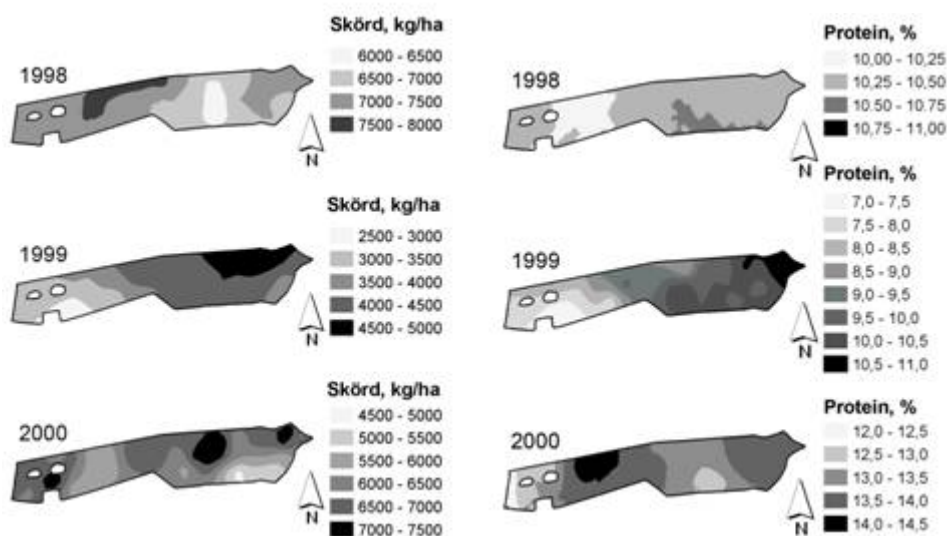 Skörd, kg/ha
1998
6000 - 6500
6500 - 7000
7000 - 7500
7500 - 8000
N
Protein, %
1998
10,00 - 10,25
10,25 - 10,50
10.50 - 10.75
10,75 - 11,00
N
Skörd, kg/ha
1999
2500 - 3000
3000 - 3500
3500 - 4000
4000 - 4500
4500 - 5000
N
Protein, %
1999
7,0 - 7,5
7,5 - 8,0
8,0 - 8,5
8,5 - 9,0
9,0 - 9,5
9,5 - 10,0
10,0 - 10,5
10,5 - 11,0
N
Skörd, kg/ha
2000
4500 - 5000
5000 - 5500
5500 - 6000
6000 - 6500
6500 - 7000
7000 - 7500
N
Protein, %
2000
12,0 - 12,5
12,5 - 13,0
13,0 - 13,5
13,5 - 14,0
14,0 - 14,5
N